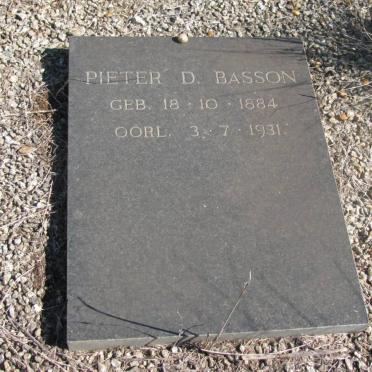 PIETER D. BASSON
GEB. 18·10·1884
OORL. 3·7·1931.